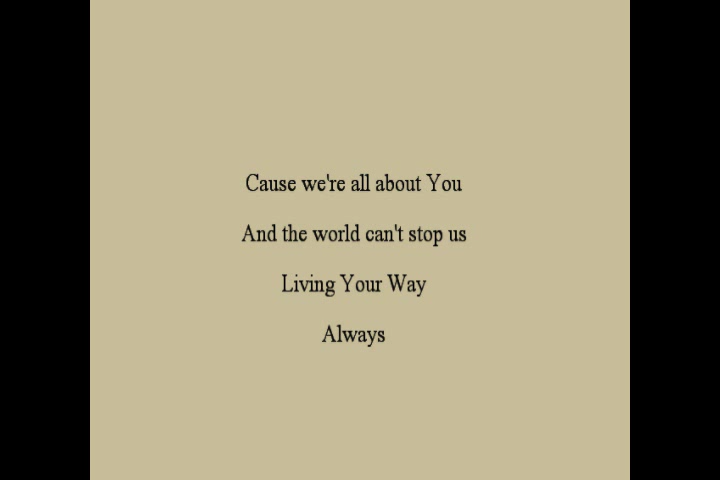 Cause we're all about You
And the world can't stop us
Living Your Way
Always